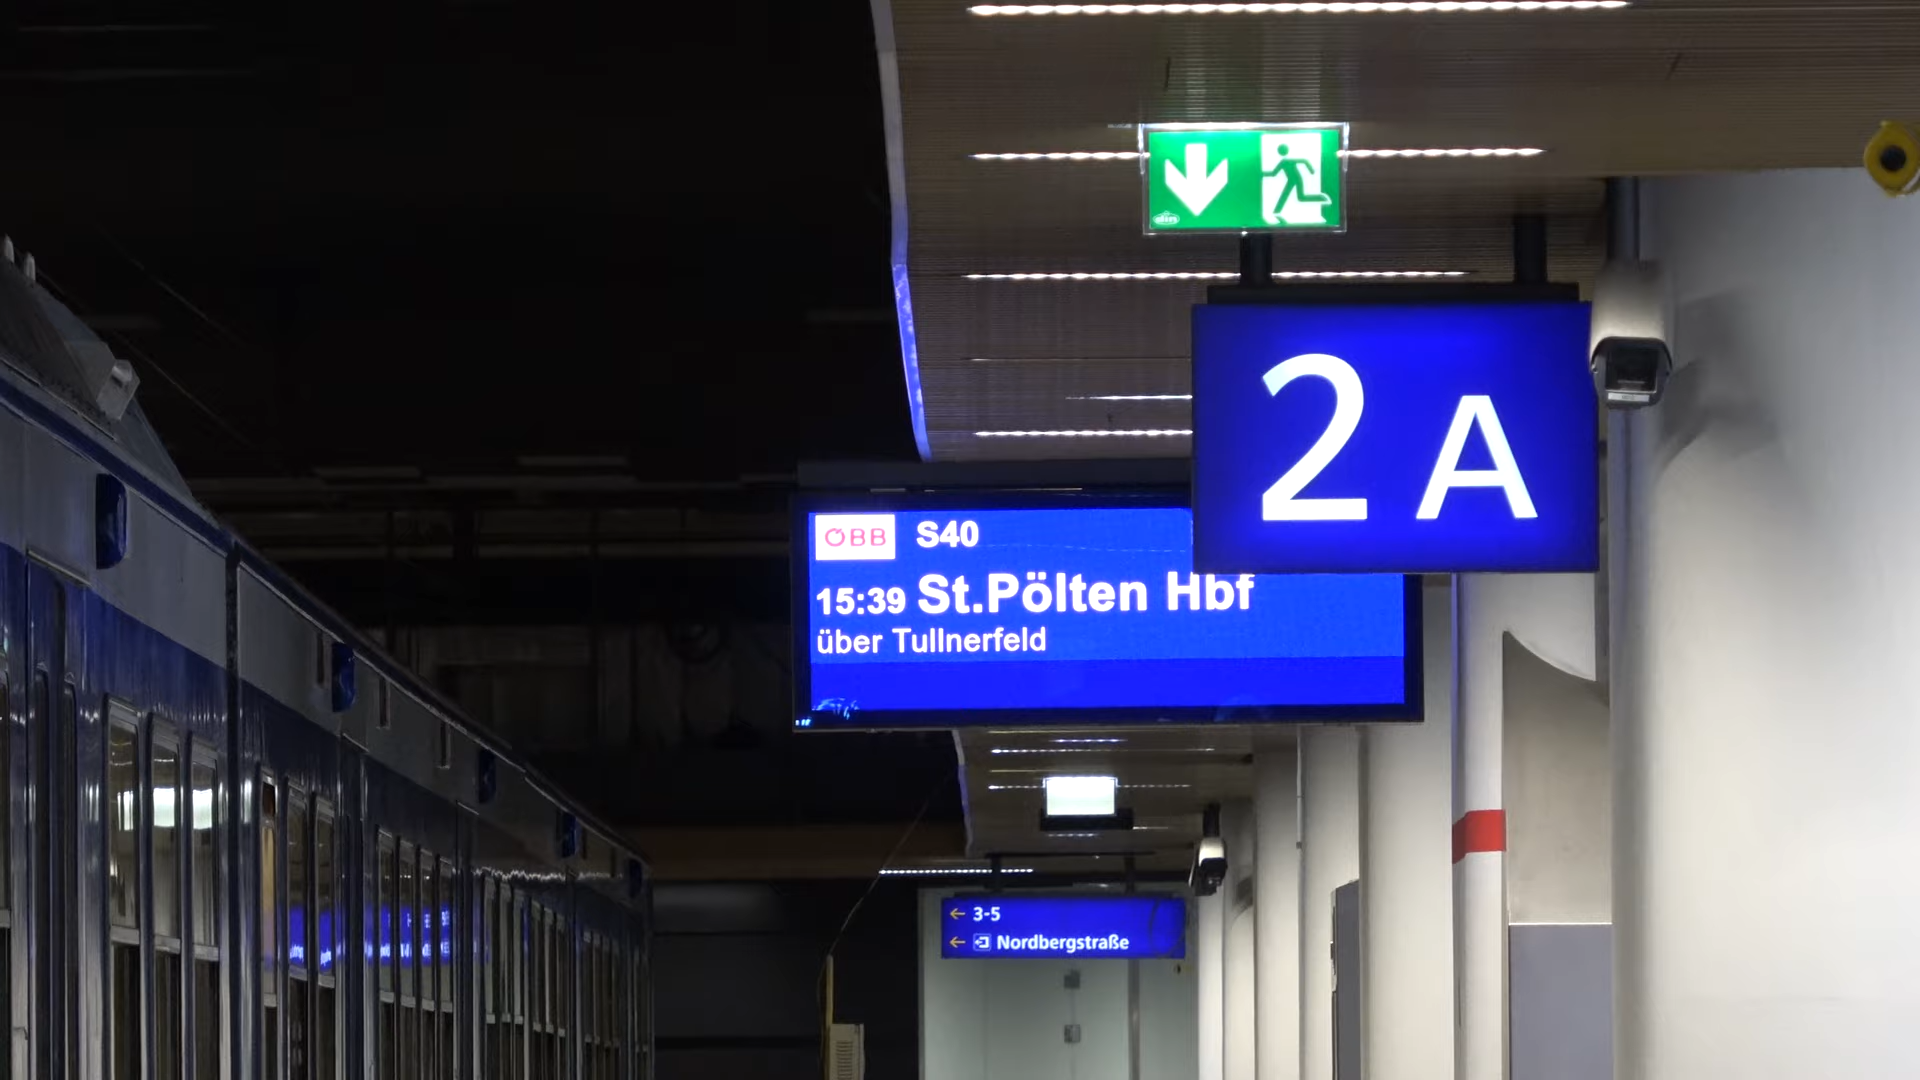 2 A
ÖBB S40
15:39 St.Pölten Hbf
über Tullnerfeld
3-5
Nordbergstraße